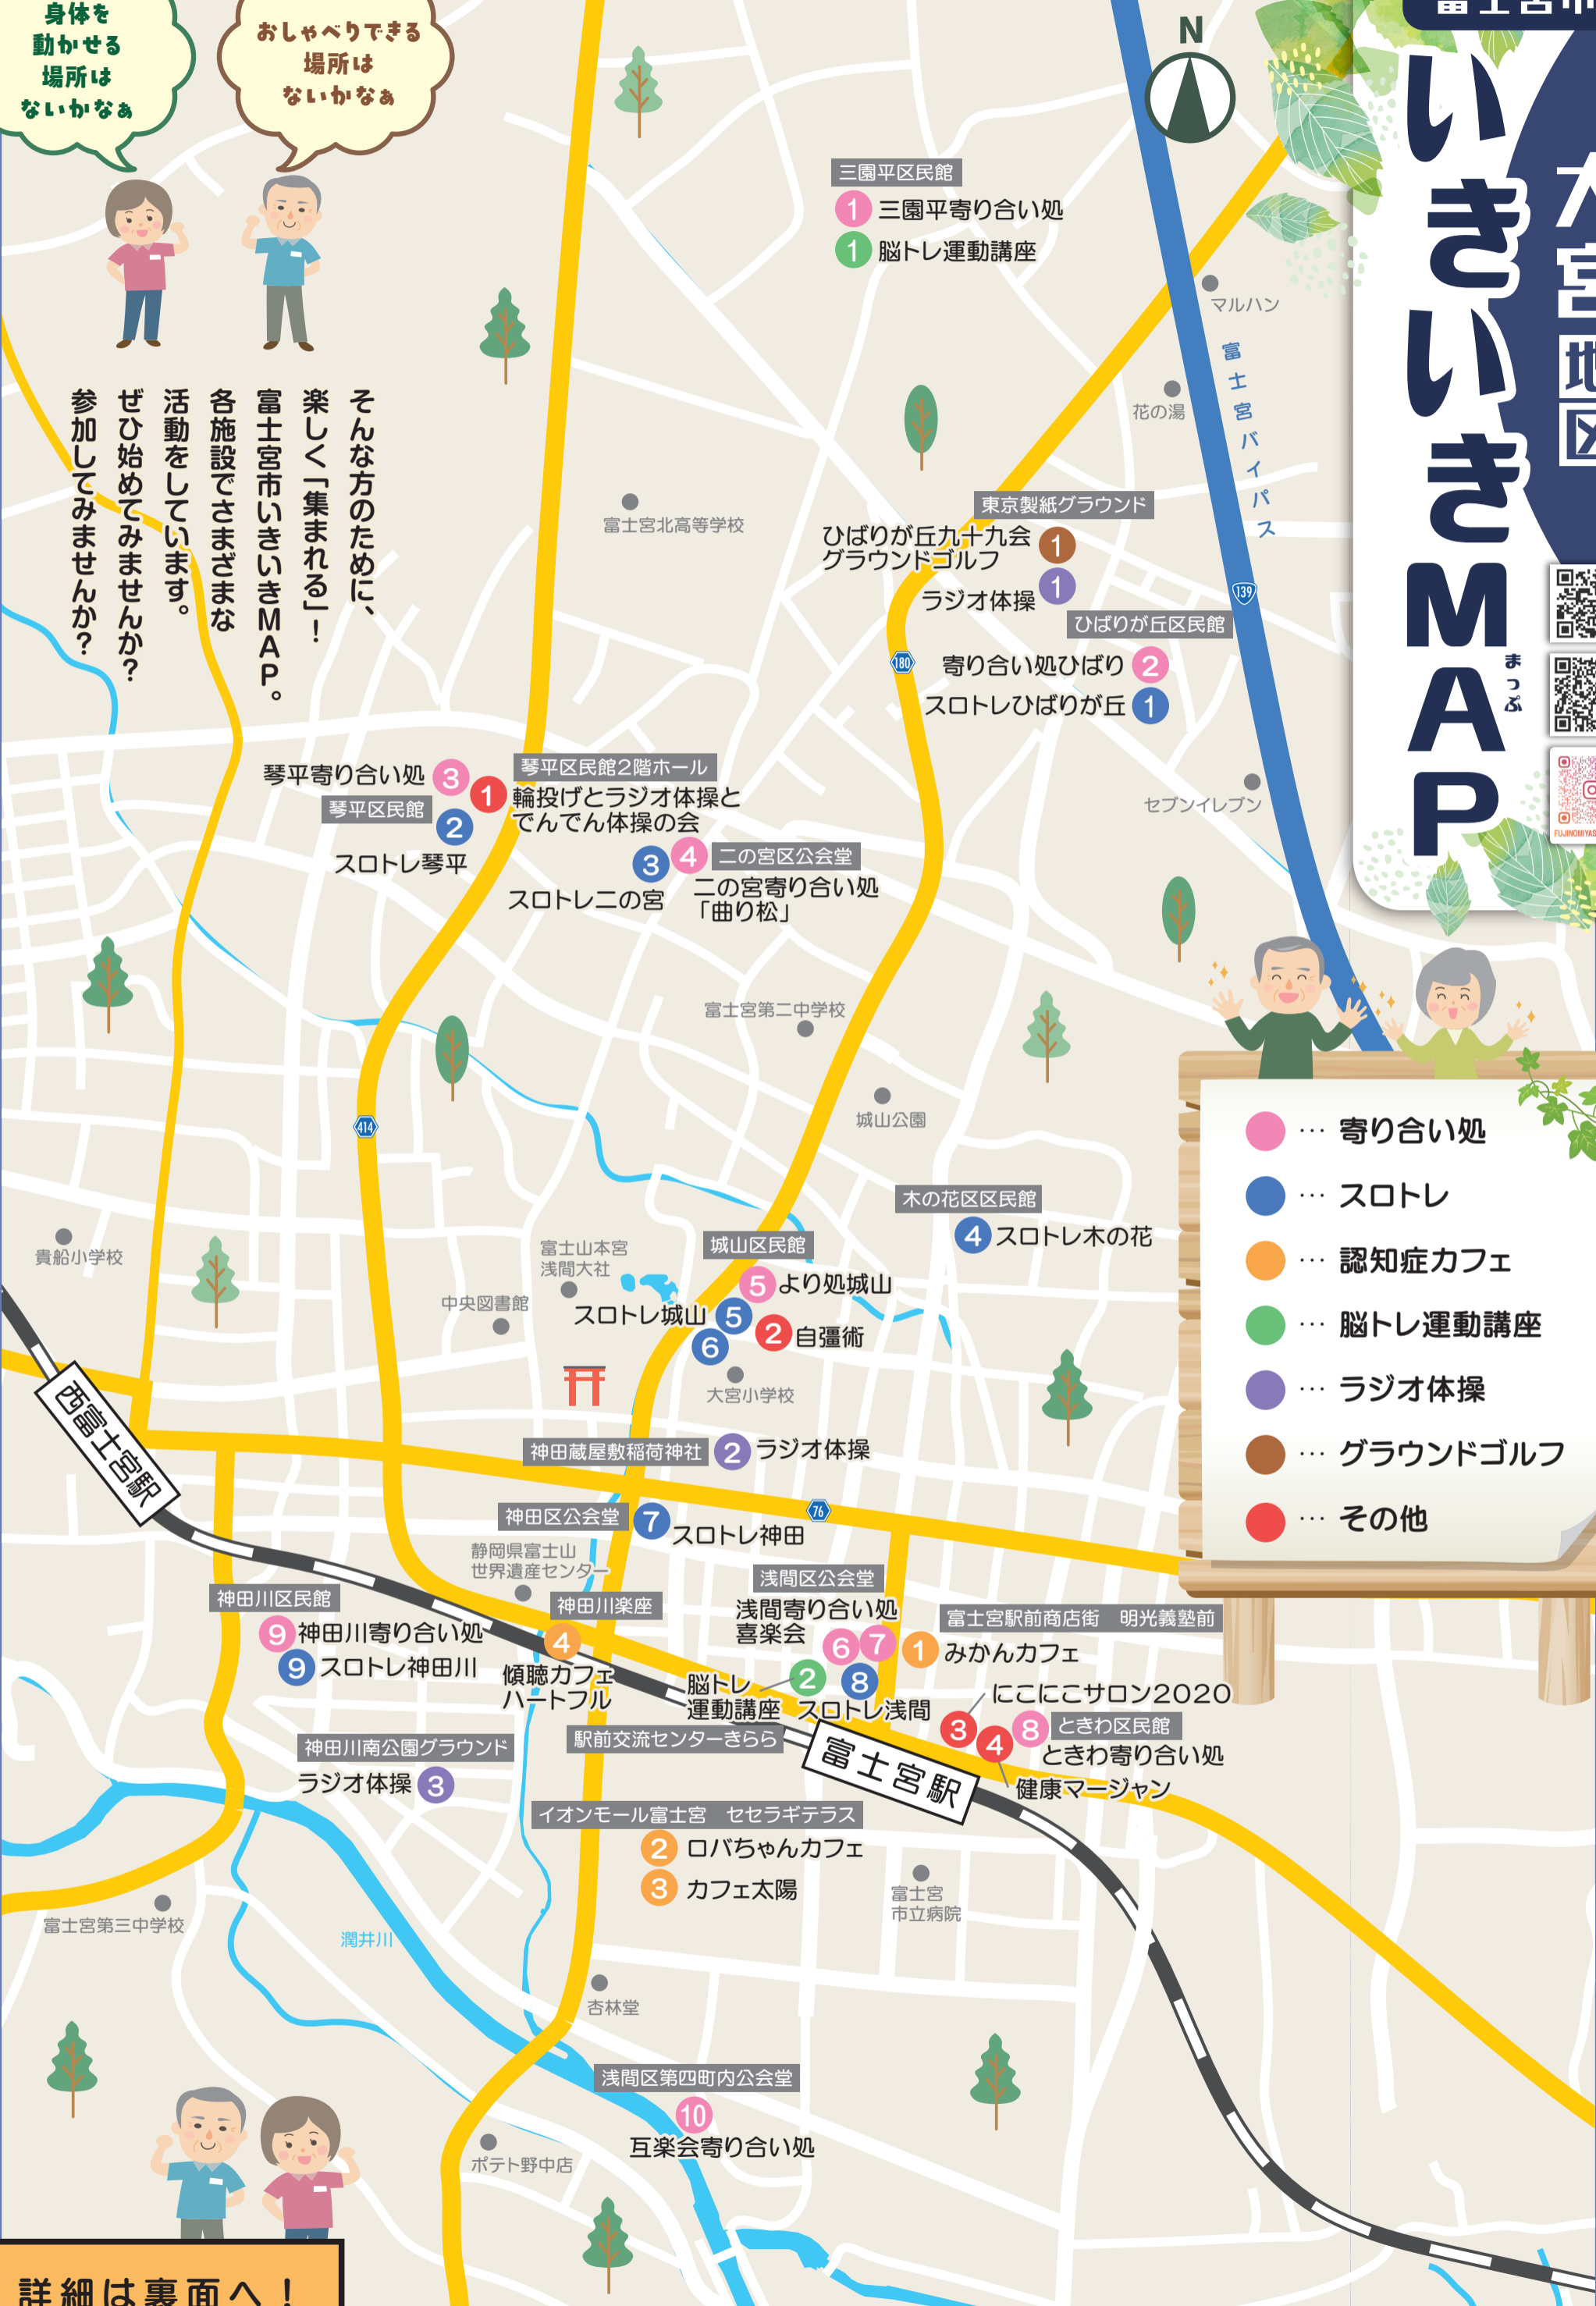 身体を
動かせる
場所は
ないかなぁ
おしゃべりできる
場所は
ないかなぁ
そんな方のために、
楽しく「集まれる」！
富士宮市いきいきＭＡＰ。
各施設でさまざまな
活動をしています。
ぜひ始めてみませんか？
参加してみませんか？
N
いきいきMAP
まっぷ
地区
三園平区民館
1 三園平寄り合い処
1 脳トレ運動講座
マルハン
花の湯
富士宮バイパス
139
富士宮北高等学校
東京製紙グラウンド
ひばりが丘九十九会
グラウンドゴルフ 1
ラジオ体操 1
ひばりが丘区民館
寄り合い処ひばり 2
スロトレひばりが丘 1
180
セブンイレブン
琴平寄り合い処 3
琴平区民館
2
スロトレ琴平
琴平区民館2階ホール
1 輪投げとラジオ体操と
でんでん体操の会
3 4 二の宮区公会堂
スロトレ二の宮
二の宮寄り合い処
「曲り松」
富士宮第二中学校
城山公園
414
木の花区区民館
4 スロトレ木の花
貴船小学校
富士山本宮
浅間大社
中央図書館
城山区民館
5 より処城山
スロトレ城山 5
6
2 自彊術
大宮小学校
西富士宮駅
神田蔵屋敷稲荷神社 2 ラジオ体操
76
神田区公会堂 7 スロトレ神田
静岡県富士山
世界遺産センター
神田川区民館
9 神田川寄り合い処
9 スロトレ神田川
神田川楽座
4
傾聴カフェ
ハートフル
浅間区公会堂
浅間寄り合い処
喜楽会 6 7
脳トレ
運動講座 2
8
スロトレ浅間
駅前交流センターきらら
富士宮駅前商店街　明光義塾前
1 みかんカフェ
にこにこサロン2020
3 4 8 ときわ区民館
ときわ寄り合い処
健康マージャン
富士宮駅
神田川南公園グラウンド
ラジオ体操 3
イオンモール富士宮　セセラギテラス
2 ロバちゃんカフェ
3 カフェ太陽
富士宮
市立病院
富士宮第三中学校
潤井川
杏林堂
浅間区第四町内公会堂
10
互楽会寄り合い処
ポテト野中店
… 寄り合い処
… スロトレ
… 認知症カフェ
… 脳トレ運動講座
… ラジオ体操
… グラウンドゴルフ
… その他
詳細は裏面へ！